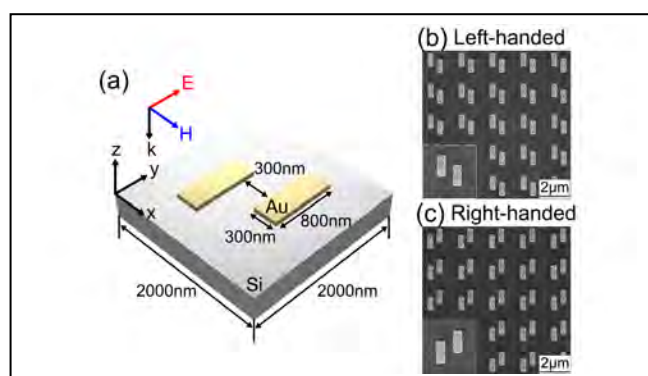 (a)
E
H
k
z
y
x
300nm
Au
300nm
800nm
Si
2000nm
2000nm
(b) Left-handed
2μm
(c) Right-handed
2μm